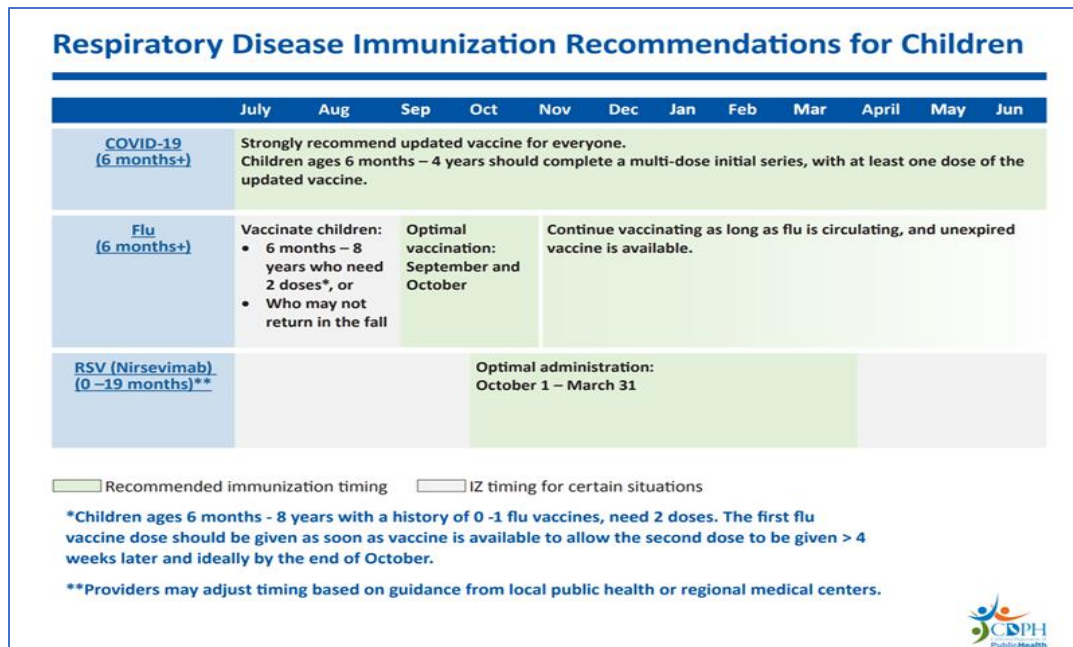 Respiratory Disease Immunization Recommendations for Children
July Aug Sep Oct Nov Dec Jan Feb Mar April May Jun
COVID-19
(6 months+)
Strongly recommend updated vaccine for everyone.
Children ages 6 months – 4 years should complete a multi-dose initial series, with at least one dose of the
updated vaccine.
Flu
(6 months+)
Vaccinate children:
• 6 months – 8
years who need
2 doses*, or
• Who may not
return in the fall
Optimal
vaccination:
September and
October
Continue vaccinating as long as flu is circulating, and unexpired
vaccine is available.
RSV (Nirsevimab)
(0 –19 months)**
Optimal administration:
October 1 – March 31
Recommended immunization timing
IZ timing for certain situations
*Children ages 6 months - 8 years with a history of 0 -1 flu vaccines, need 2 doses. The first flu
vaccine dose should be given as soon as vaccine is available to allow the second dose to be given > 4
weeks later and ideally by the end of October.
**Providers may adjust timing based on guidance from local public health or regional medical centers.
CDPH
PublicHealth